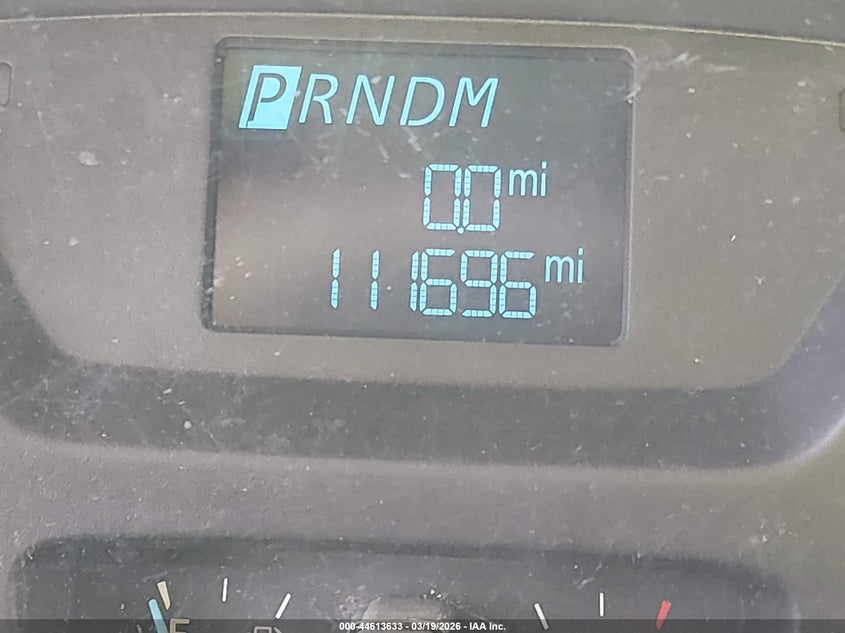 PRNDM
0.0 mi
111696 mi
E
000-44613633 - 03/19/2026 - IAA Inc.